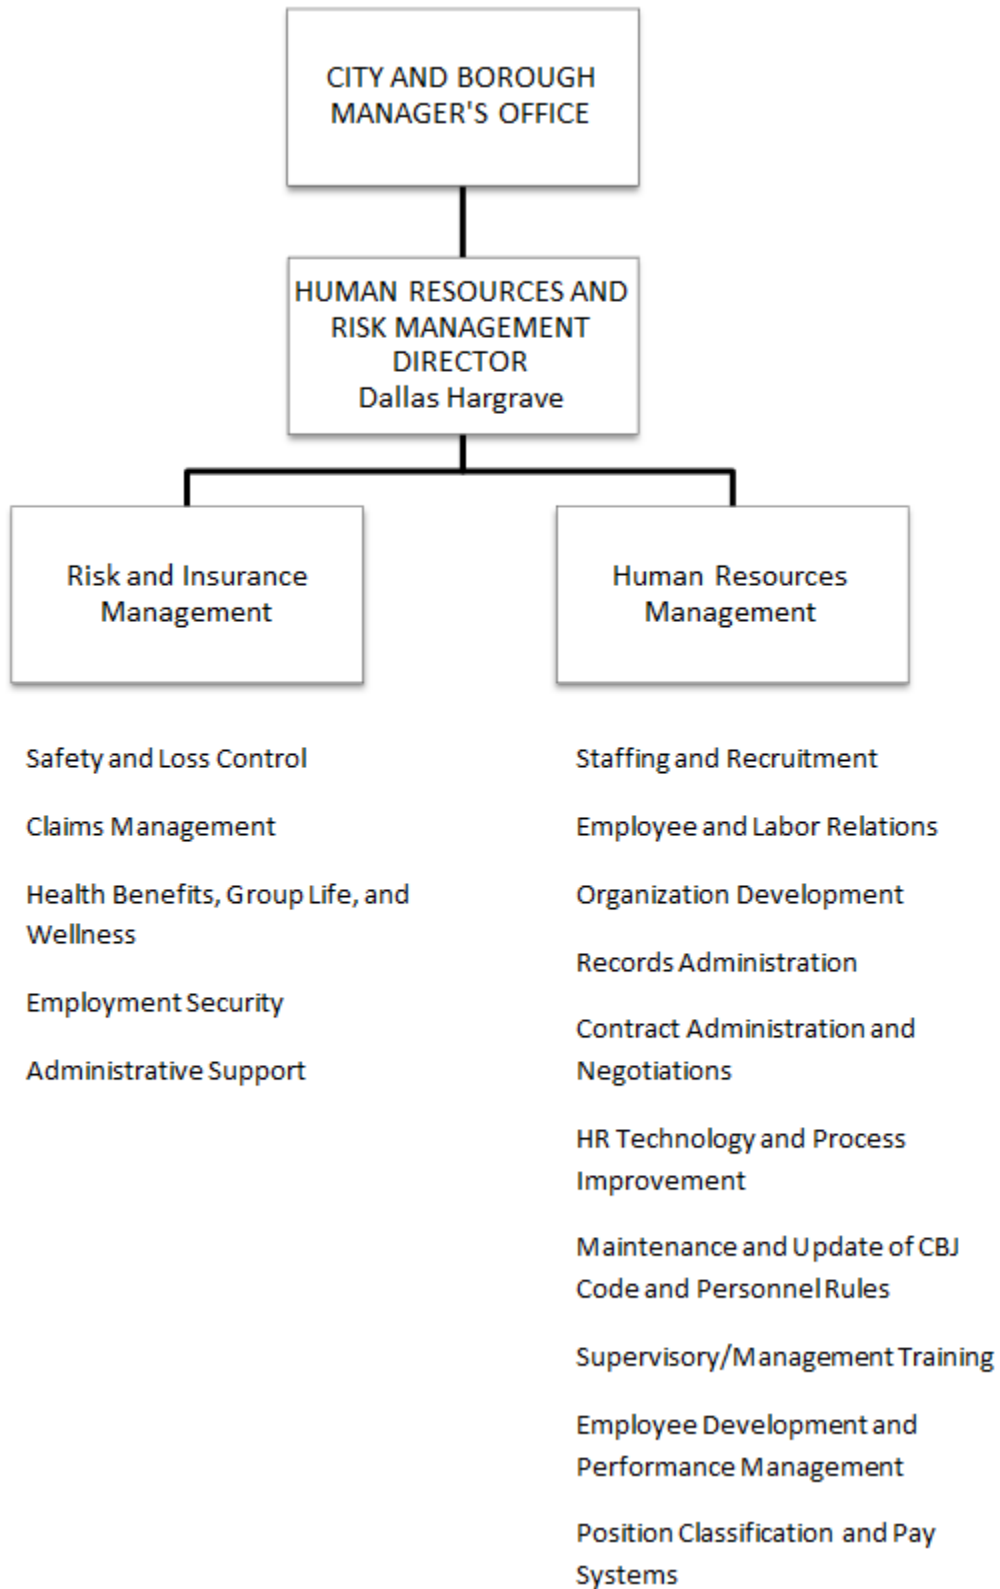 CITY AND BOROUGH
MANAGER'S OFFICE
HUMAN RESOURCES AND
RISK MANAGEMENT
DIRECTOR
Dallas Hargrave
Risk and Insurance
Management
Human Resources
Management
Safety and Loss Control
Claims Management
Health Benefits, Group Life, and
Wellness
Employment Security
Administrative Support
Staffing and Recruitment
Employee and Labor Relations
Organization Development
Records Administration
Contract Administration and
Negotiations
HR Technology and Process
Improvement
Maintenance and Update of CBJ
Code and Personnel Rules
Supervisory/Management Training
Employee Development and
Performance Management
Position Classification and Pay
Systems